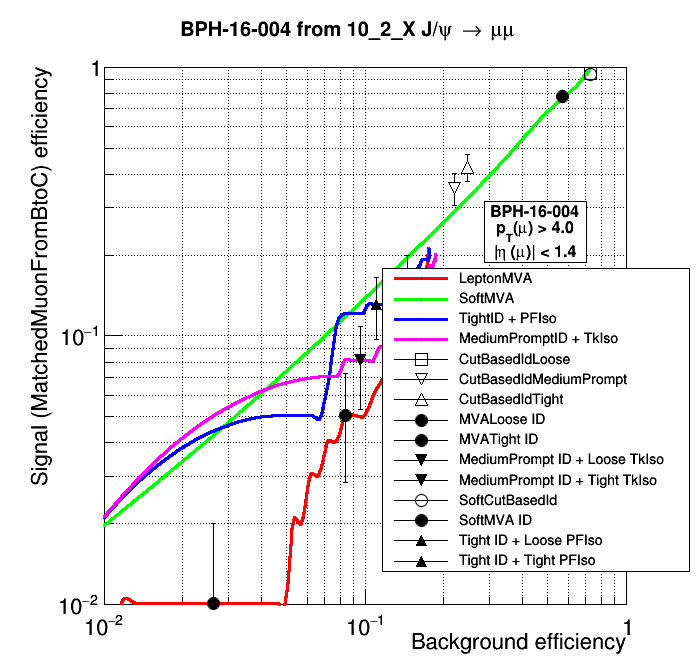 BPH-16-004 from 10_2_X J/ψ → μμ
Signal (MatchedMuonFromBtoC) efficiency
1
10⁻¹
10⁻²
BPH-16-004
p_T(μ) > 4.0
|η (μ)| < 1.4
LeptonMVA
SoftMVA
TightID + PFIso
MediumPromptID + TkIso
CutBasedIdLoose
CutBasedIdMediumPrompt
CutBasedIdTight
MVALoose ID
MVATight ID
MediumPrompt ID + Loose TkIso
MediumPrompt ID + Tight TkIso
SoftCutBasedId
SoftMVA ID
Tight ID + Loose PFIso
Tight ID + Tight PFIso
10⁻² 10⁻¹ 1
Background efficiency